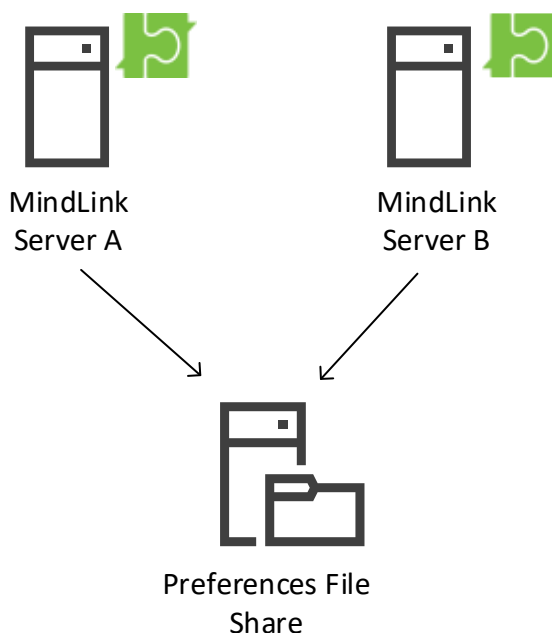 MindLink
Server A
MindLink
Server B
Preferences File
Share